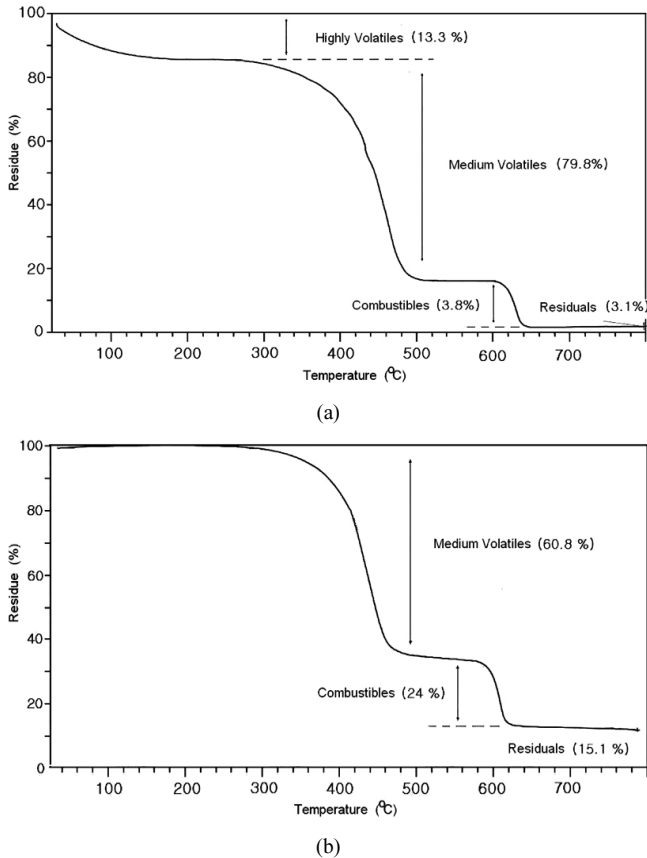 100
Highly Volatiles (13.3 %)
80
60
Medium Volatiles (79.8%)
Residue (%)
40
20
Combustibles (3.8%)
Residuals (3.1%)
0
100 200 300 400 500 600 700
Temperature (°C)
(a)
100
80
Medium Volatiles (60.8 %)
60
Residue (%)
40
Combustibles (24 %)
20
Residuals (15.1 %)
0
100 200 300 400 500 600 700
Temperature (°C)
(b)